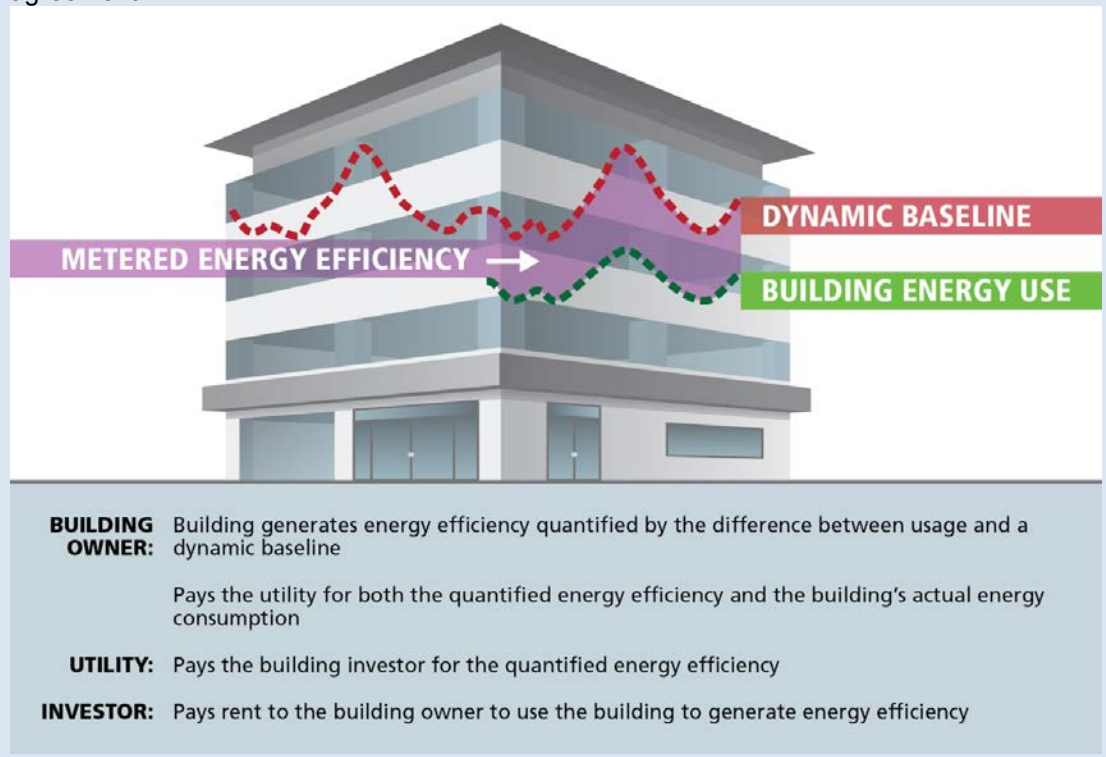 DYNAMIC BASELINE
METERED ENERGY EFFICIENCY
BUILDING ENERGY USE
BUILDING OWNER: Building generates energy efficiency quantified by the difference between usage and a
dynamic baseline
Pays the utility for both the quantified energy efficiency and the building's actual energy
consumption
UTILITY: Pays the building investor for the quantified energy efficiency
INVESTOR: Pays rent to the building owner to use the building to generate energy efficiency